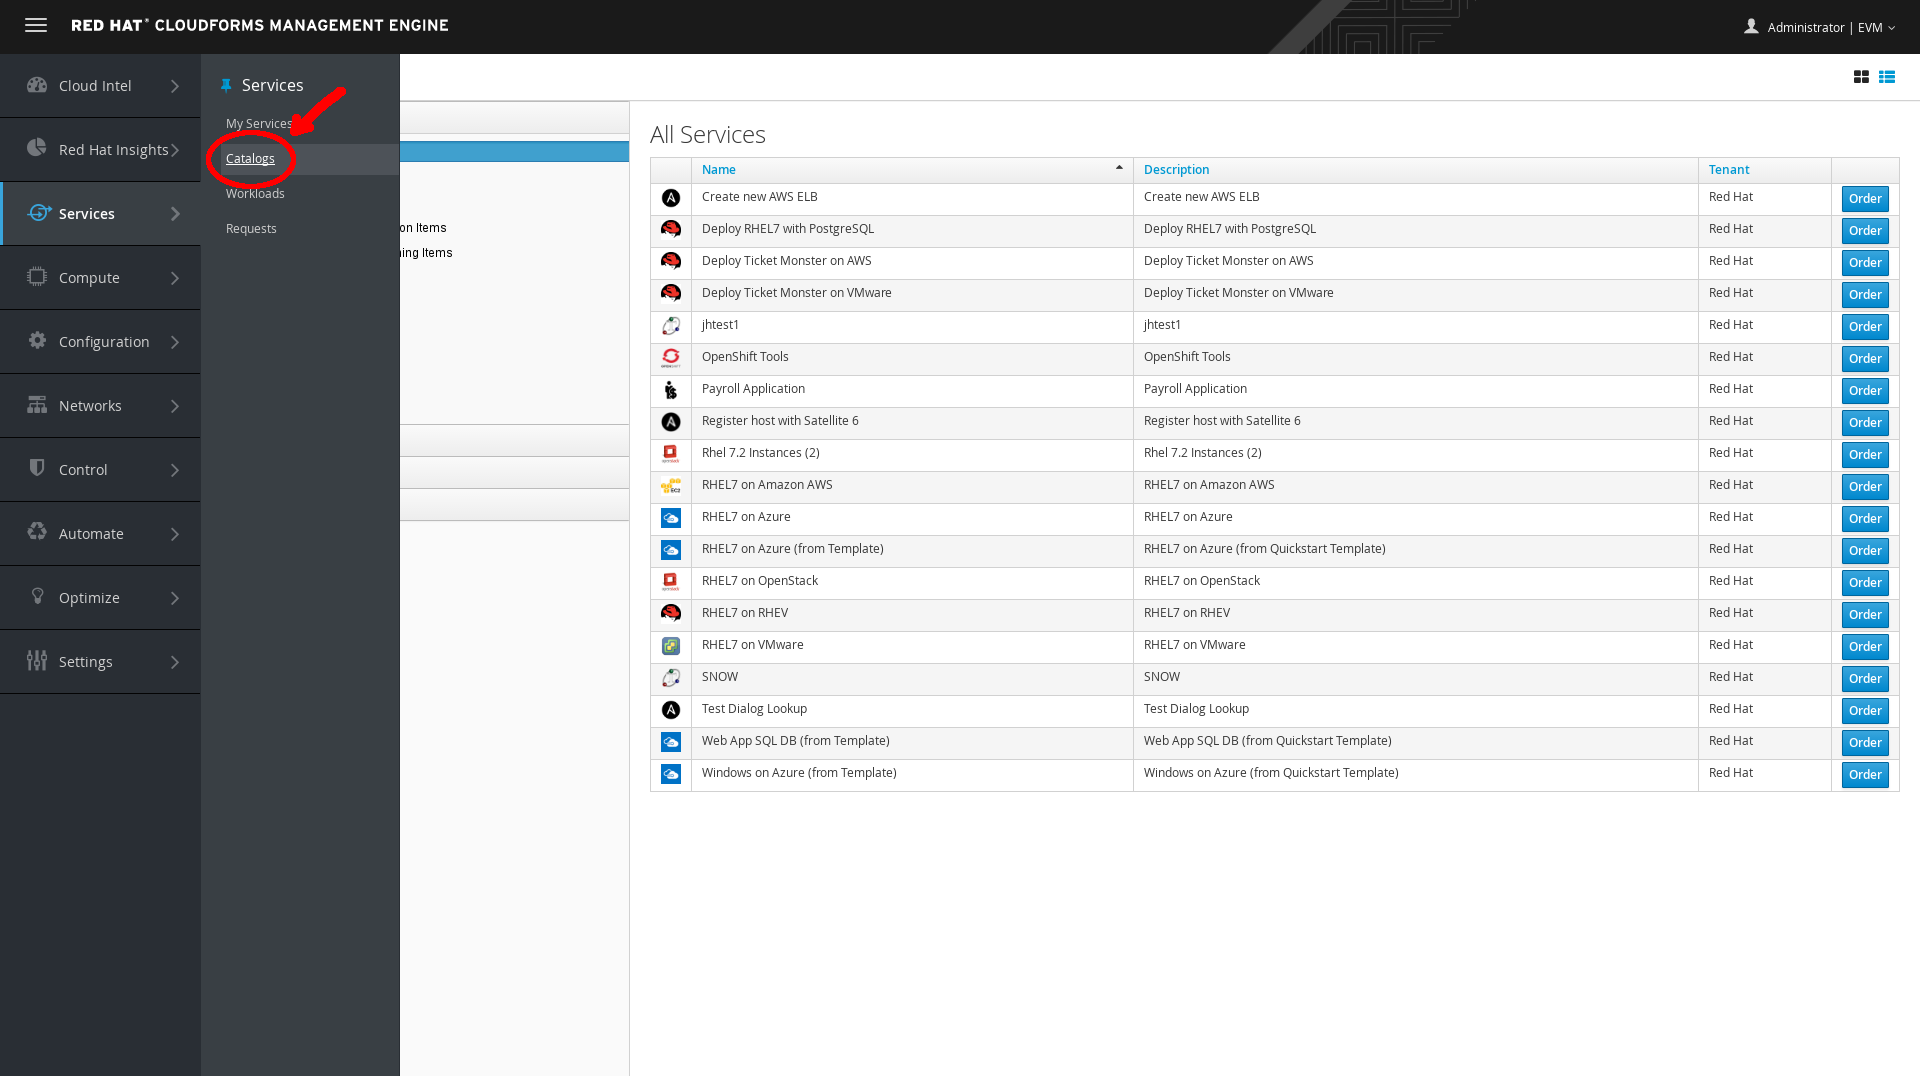 RED HAT® CLOUDFORMS MANAGEMENT ENGINE
Administrator | EVM
Cloud Intel
Red Hat Insights
Services
Compute
Configuration
Networks
Control
Automate
Optimize
Settings
Services
My Services
Catalogs
Workloads
Requests
on Items
ning Items
All Services
Name Description Tenant
Create new AWS ELB Create new AWS ELB Red Hat Order
Deploy RHEL7 with PostgreSQL Deploy RHEL7 with PostgreSQL Red Hat Order
Deploy Ticket Monster on AWS Deploy Ticket Monster on AWS Red Hat Order
Deploy Ticket Monster on VMware Deploy Ticket Monster on VMware Red Hat Order
jhtest1 jhtest1 Red Hat Order
OpenShift Tools OpenShift Tools Red Hat Order
Payroll Application Payroll Application Red Hat Order
Register host with Satellite 6 Register host with Satellite 6 Red Hat Order
Rhel 7.2 Instances (2) Rhel 7.2 Instances (2) Red Hat Order
EC2 RHEL7 on Amazon AWS RHEL7 on Amazon AWS Red Hat Order
RHEL7 on Azure RHEL7 on Azure Red Hat Order
RHEL7 on Azure (from Template) RHEL7 on Azure (from Quickstart Template) Red Hat Order
RHEL7 on OpenStack RHEL7 on OpenStack Red Hat Order
RHEL7 on RHEV RHEL7 on RHEV Red Hat Order
RHEL7 on VMware RHEL7 on VMware Red Hat Order
SNOW SNOW Red Hat Order
Test Dialog Lookup Test Dialog Lookup Red Hat Order
Web App SQL DB (from Template) Web App SQL DB (from Quickstart Template) Red Hat Order
Windows on Azure (from Template) Windows on Azure (from Quickstart Template) Red Hat Order